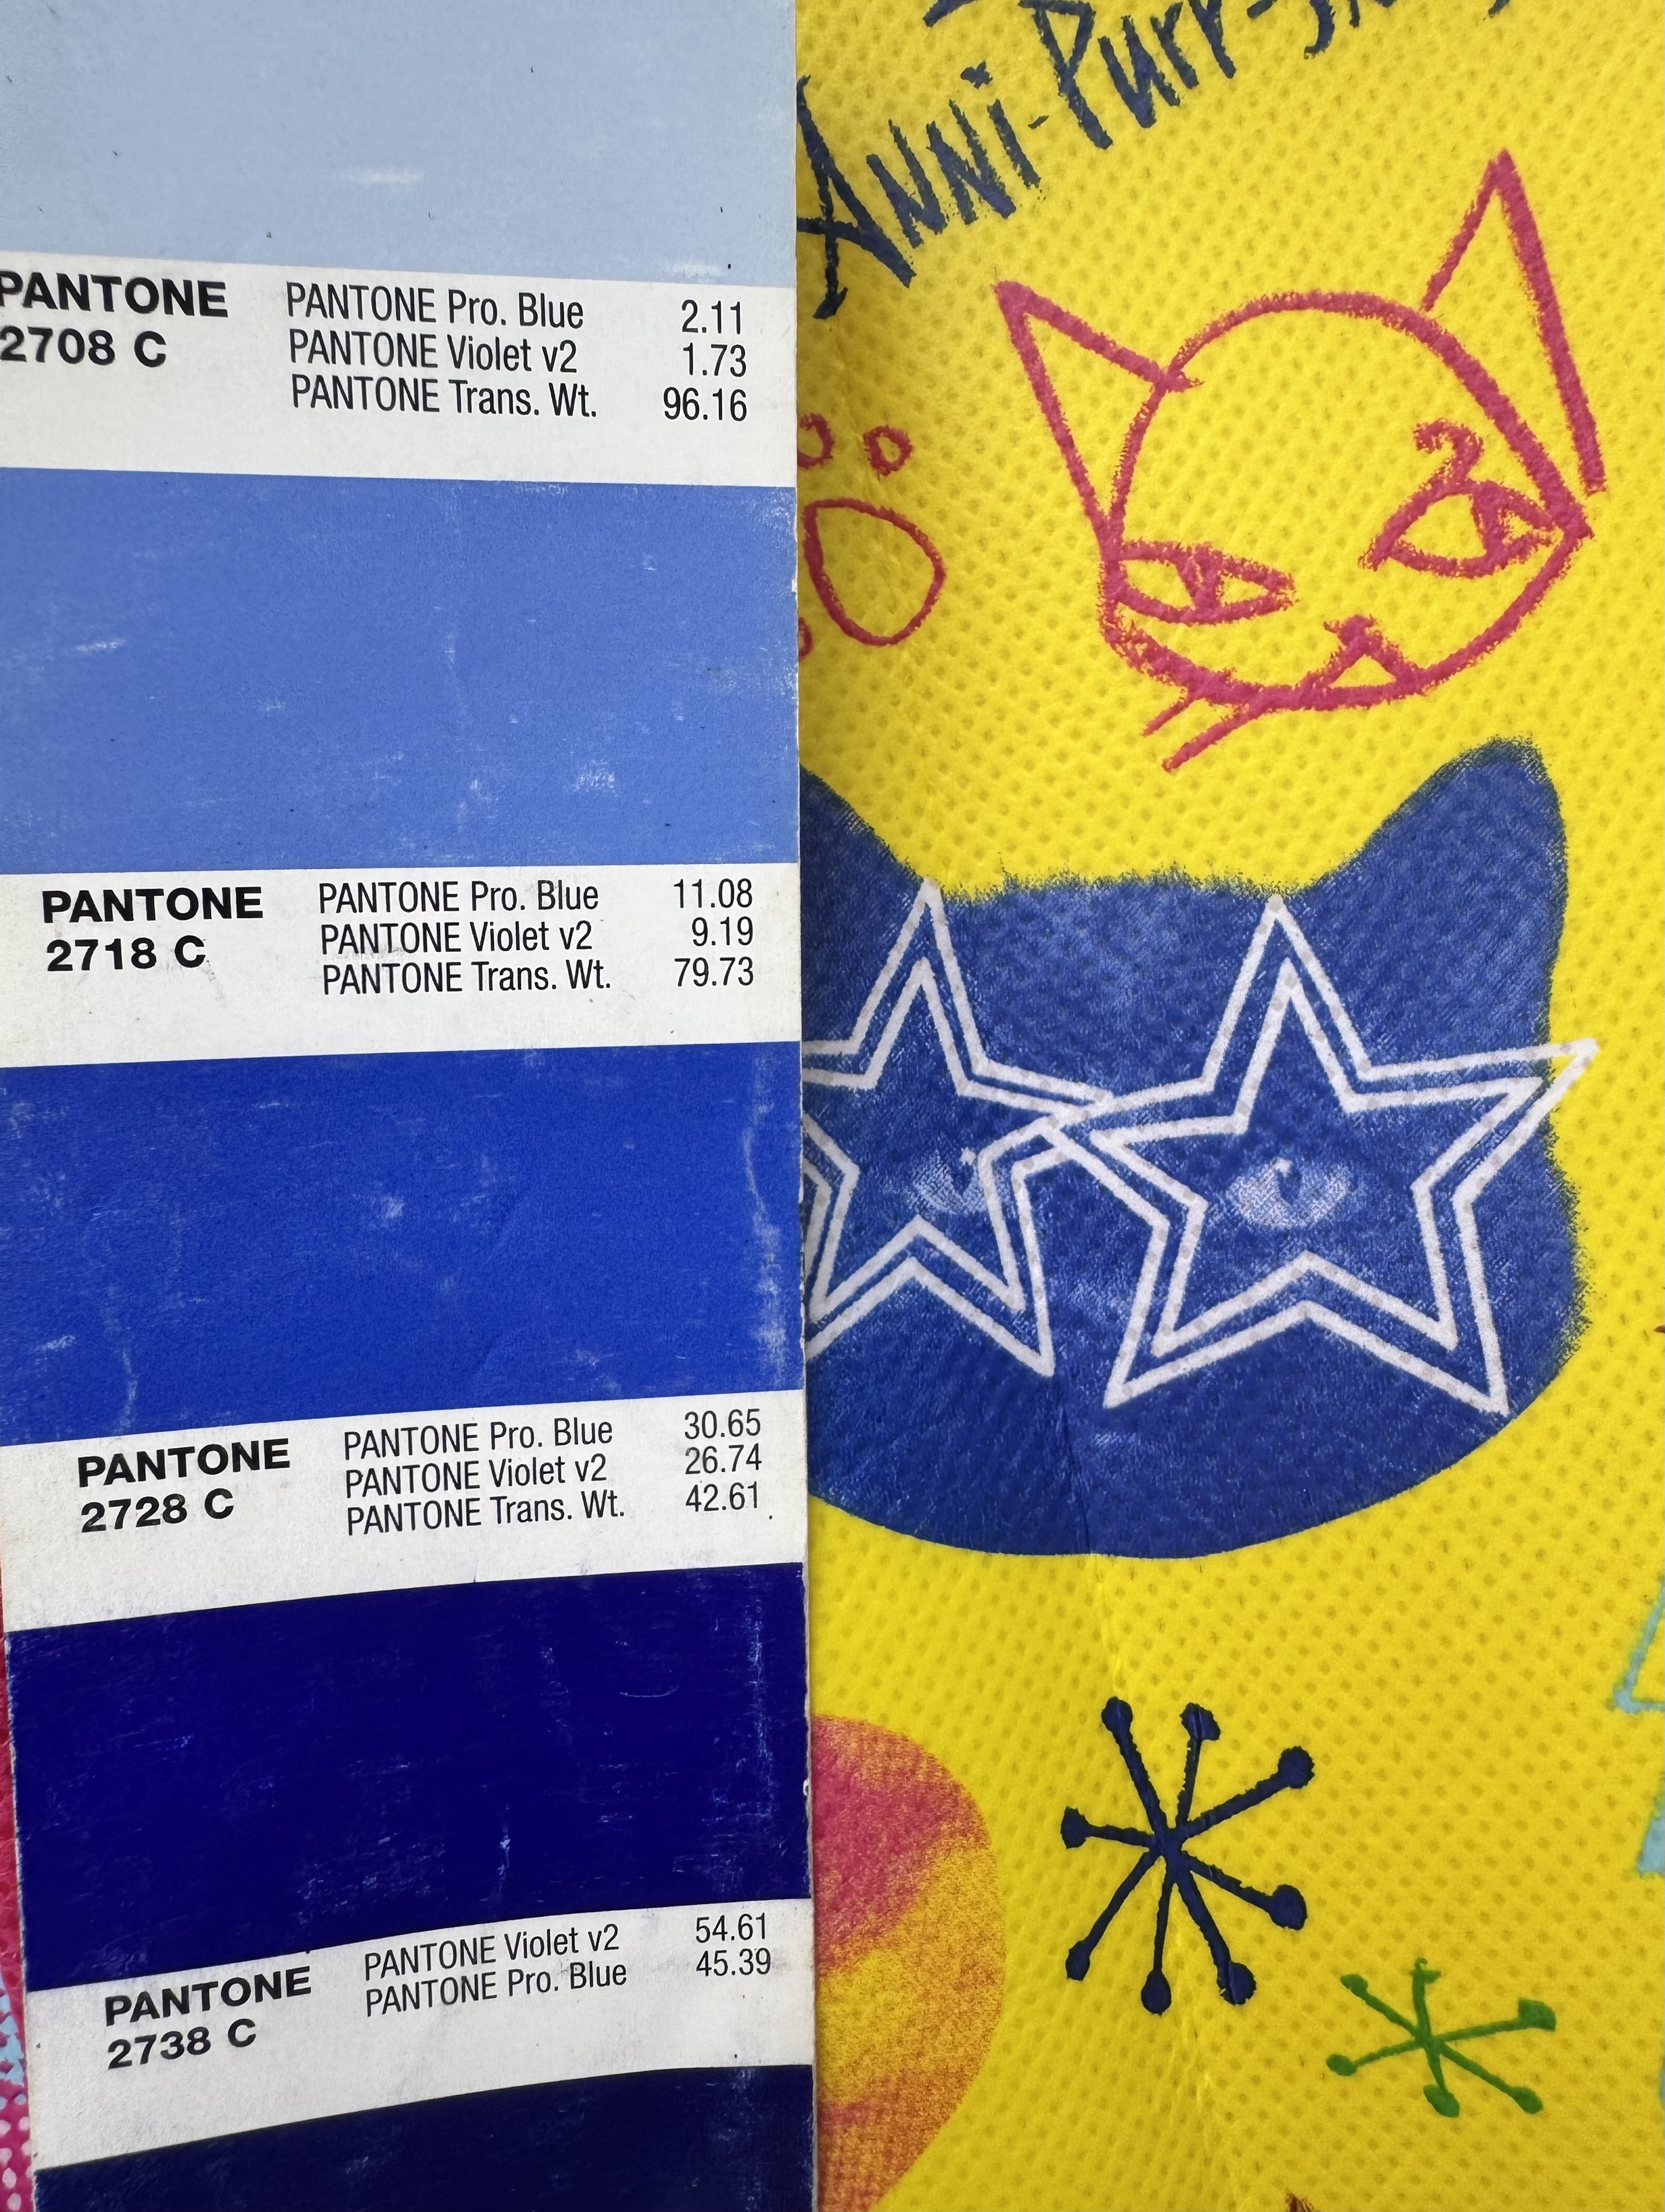 Anni-Purr-
PANTONE
2708 C
PANTONE Pro. Blue 2.11
PANTONE Violet v2 1.73
PANTONE Trans. Wt. 96.16
PANTONE
2718 C
PANTONE Pro. Blue 11.08
PANTONE Violet v2 9.19
PANTONE Trans. Wt. 79.73
PANTONE
2728 C
PANTONE Pro. Blue 30.65
PANTONE Violet v2 26.74
PANTONE Trans. Wt. 42.61
PANTONE
2738 C
PANTONE Violet v2 54.61
PANTONE Pro. Blue 45.39